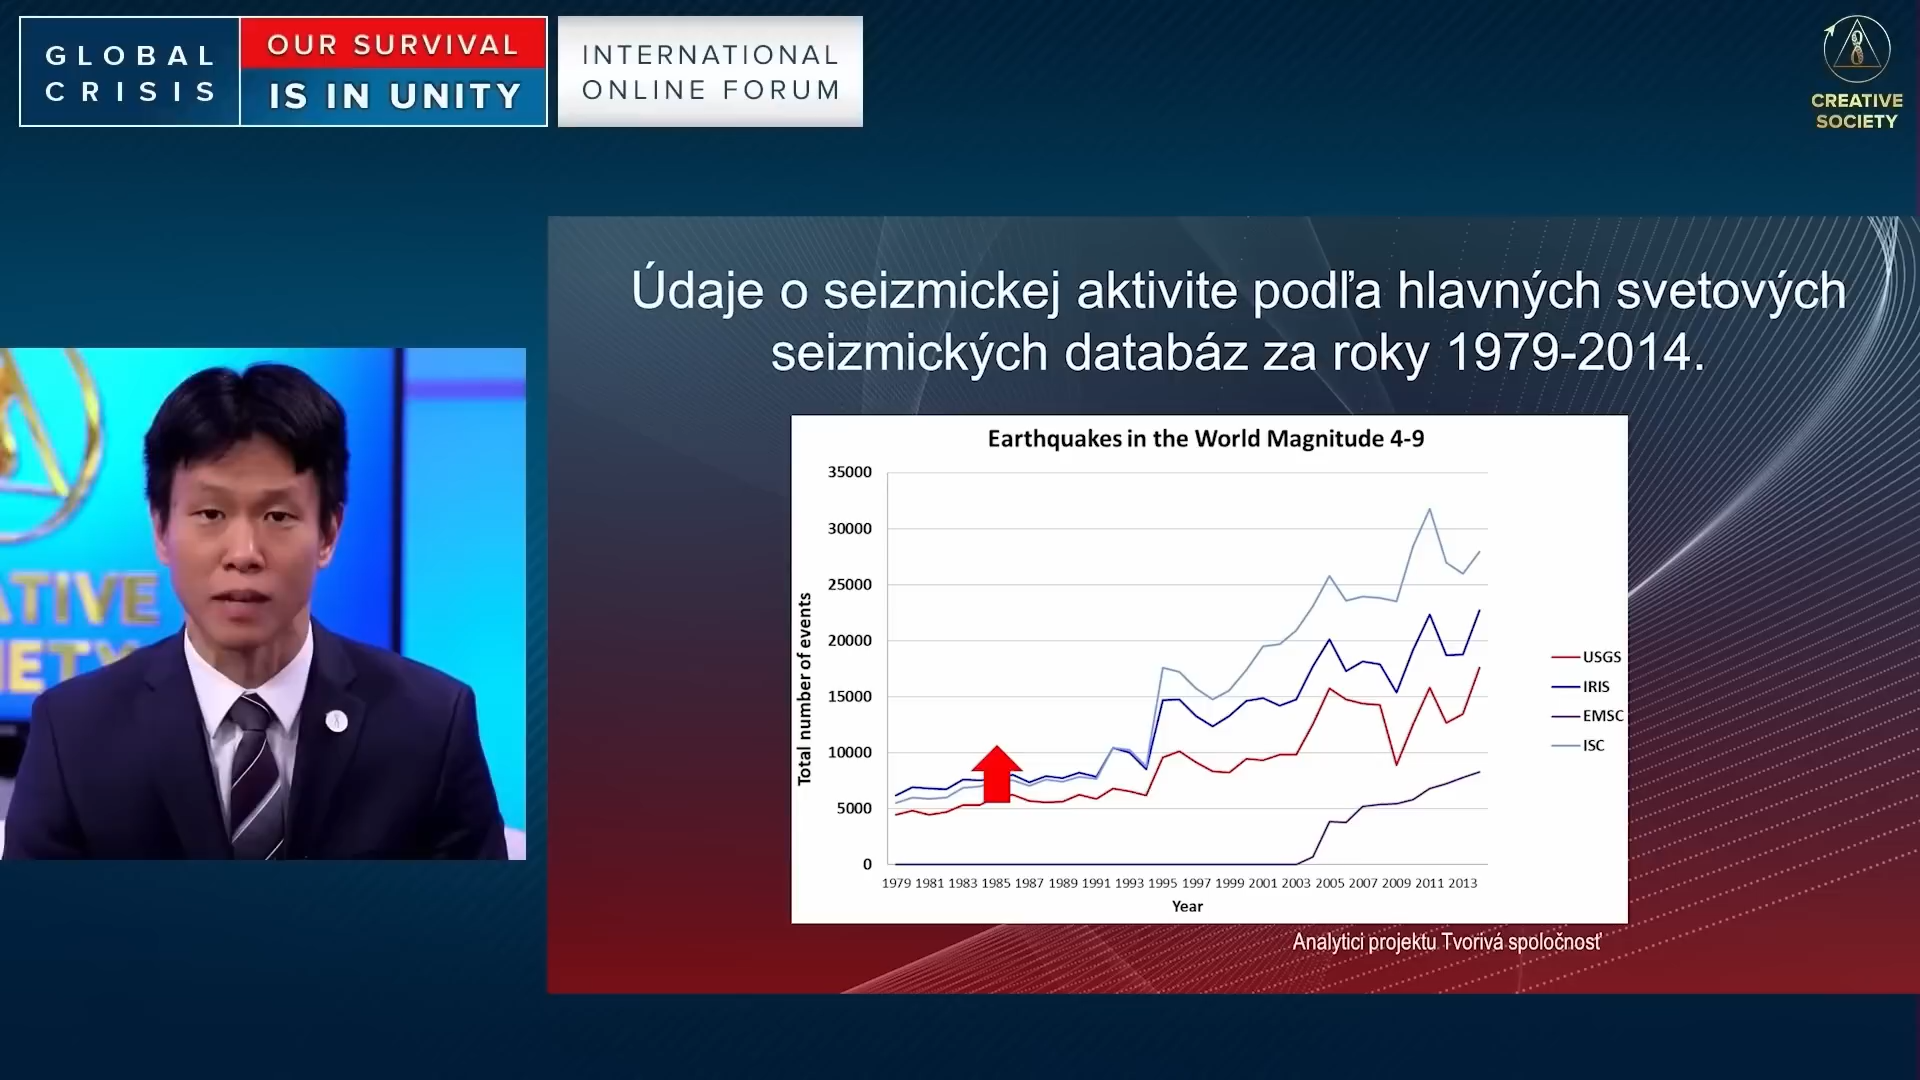 GLOBAL
CRISIS
OUR SURVIVAL
IS IN UNITY
INTERNATIONAL
ONLINE FORUM
CREATIVE
SOCIETY
Údaje o seizmickej aktivite podľa hlavných svetových
seizmických databáz za roky 1979-2014.
Earthquakes in the World Magnitude 4-9
Total number of events
35000
30000
25000
20000
15000
10000
5000
0
1979 1981 1983 1985 1987 1989 1991 1993 1995 1997 1999 2001 2003 2005 2007 2009 2011 2013
Year
USGS
IRIS
EMSC
ISC
Analytici projektu Tvorivá spoločnosť
ATIVE
IETY